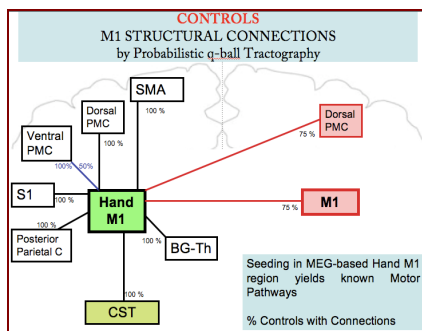 CONTROLS
M1 STRUCTURAL CONNECTIONS
by Probabilistic q-ball Tractography
SMA
100 %
Dorsal
PMC
100 %
Ventral
PMC
100% - 50%
Dorsal
PMC
75 %
S1
100 %
Hand
M1
M1
75 %
Posterior
Parietal C
100 %
BG-Th
100%
100 %
CST
Seeding in MEG-based Hand M1
region yields known Motor
Pathways
% Controls with Connections